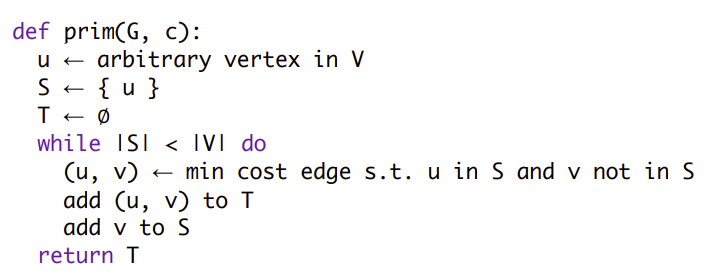 def prim(G, c):
u ← arbitrary vertex in V
S ← { u }
T ← ∅
while |S| < |V| do
(u, v) ← min cost edge s.t. u in S and v not in S
add (u, v) to T
add v to S
return T